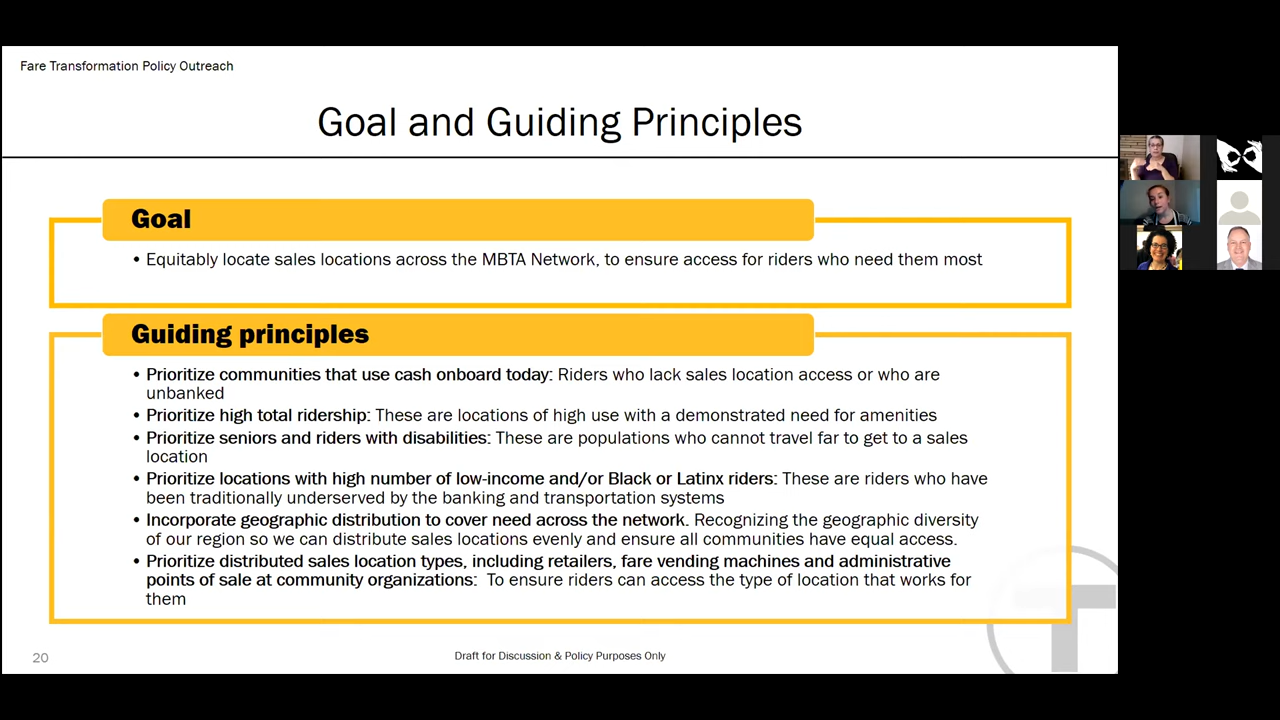 Fare Transformation Policy Outreach
Goal and Guiding Principles
Goal
• Equitably locate sales locations across the MBTA Network, to ensure access for riders who need them most
Guiding principles
• Prioritize communities that use cash onboard today: Riders who lack sales location access or who are
unbanked
• Prioritize high total ridership: These are locations of high use with a demonstrated need for amenities
• Prioritize seniors and riders with disabilities: These are populations who cannot travel far to get to a sales
location
• Prioritize locations with high number of low-income and/or Black or Latinx riders: These are riders who have
been traditionally underserved by the banking and transportation systems
• Incorporate geographic distribution to cover need across the network. Recognizing the geographic diversity
of our region so we can distribute sales locations evenly and ensure all communities have equal access.
• Prioritize distributed sales location types, including retailers, fare vending machines and administrative
points of sale at community organizations: To ensure riders can access the type of location that works for
them
T
20
Draft for Discussion & Policy Purposes Only